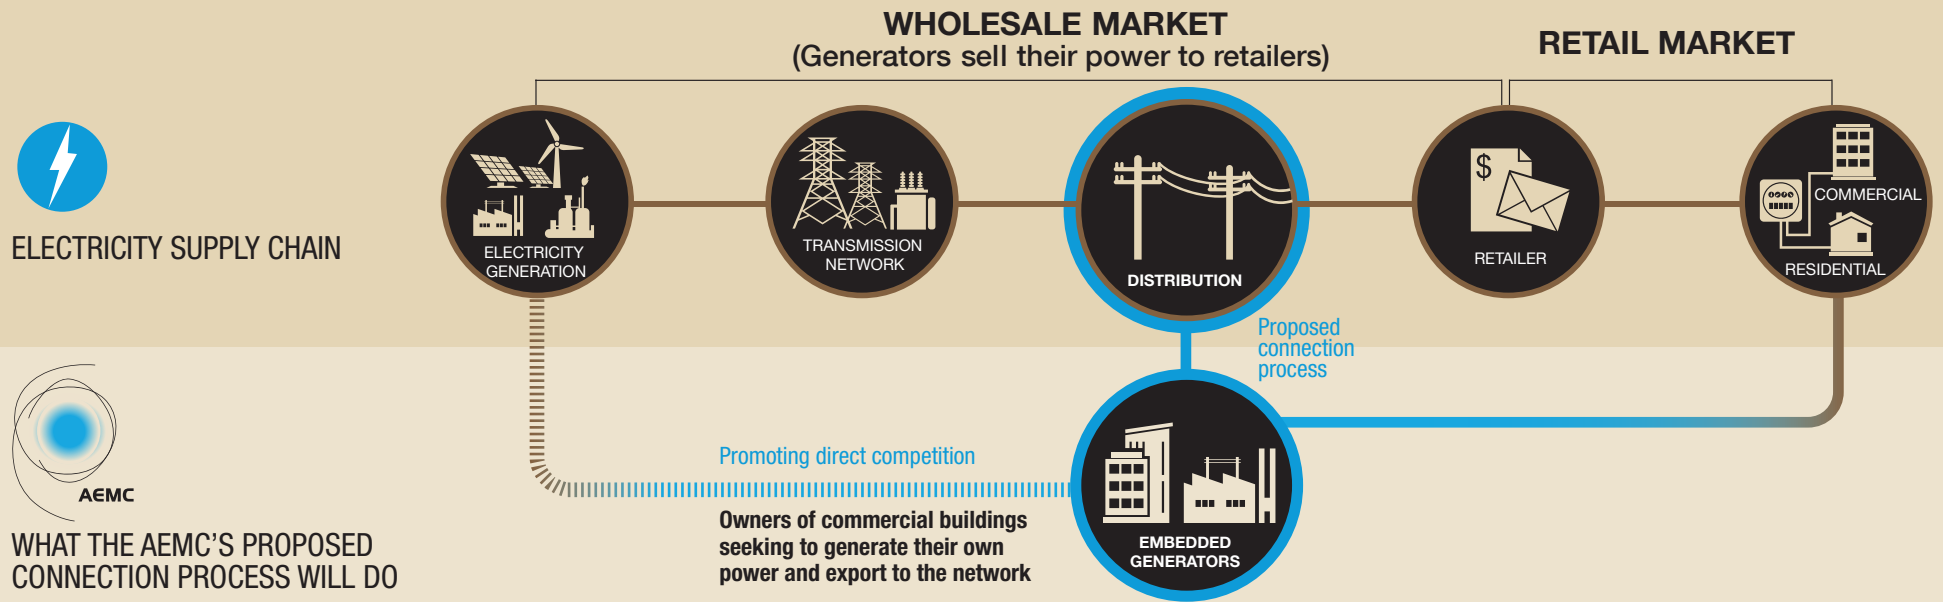 WHOLESALE MARKET
(Generators sell their power to retailers)
RETAIL MARKET
ELECTRICITY SUPPLY CHAIN
ELECTRICITY
GENERATION
TRANSMISSION
NETWORK
DISTRIBUTION
$
RETAILER
COMMERCIAL
RESIDENTIAL
Proposed
connection
process
AEMC
WHAT THE AEMC'S PROPOSED
CONNECTION PROCESS WILL DO
Promoting direct competition
Owners of commercial buildings
seeking to generate their own
power and export to the network
EMBEDDED
GENERATORS